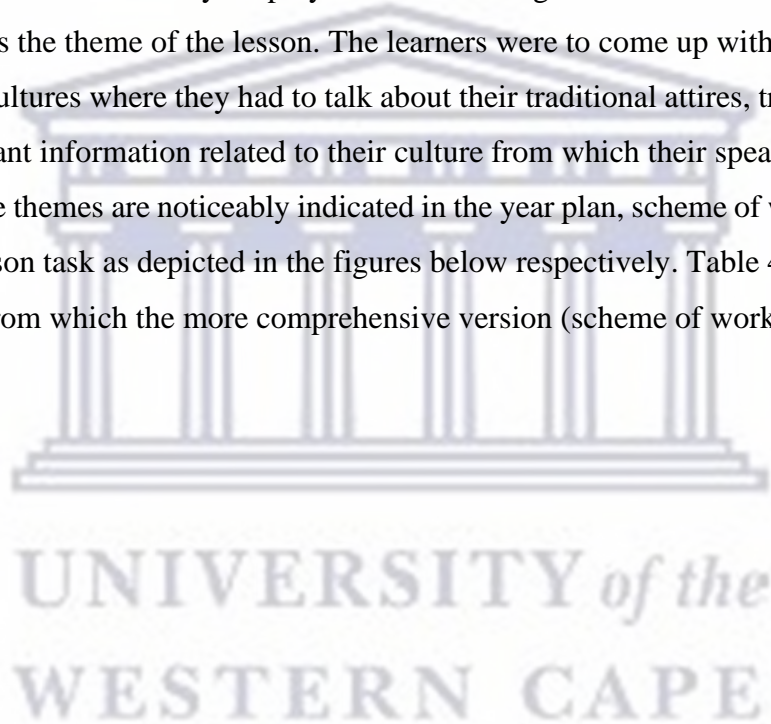 s the theme of the lesson. The learners were to come up with
ultures where they had to talk about their traditional attires, tr
ant information related to their culture from which their spea
e themes are noticeably indicated in the year plan, scheme of
son task as depicted in the figures below respectively. Table 4
rom which the more comprehensive version (scheme of work
UNIVERSITY of the
WESTERN CAPE